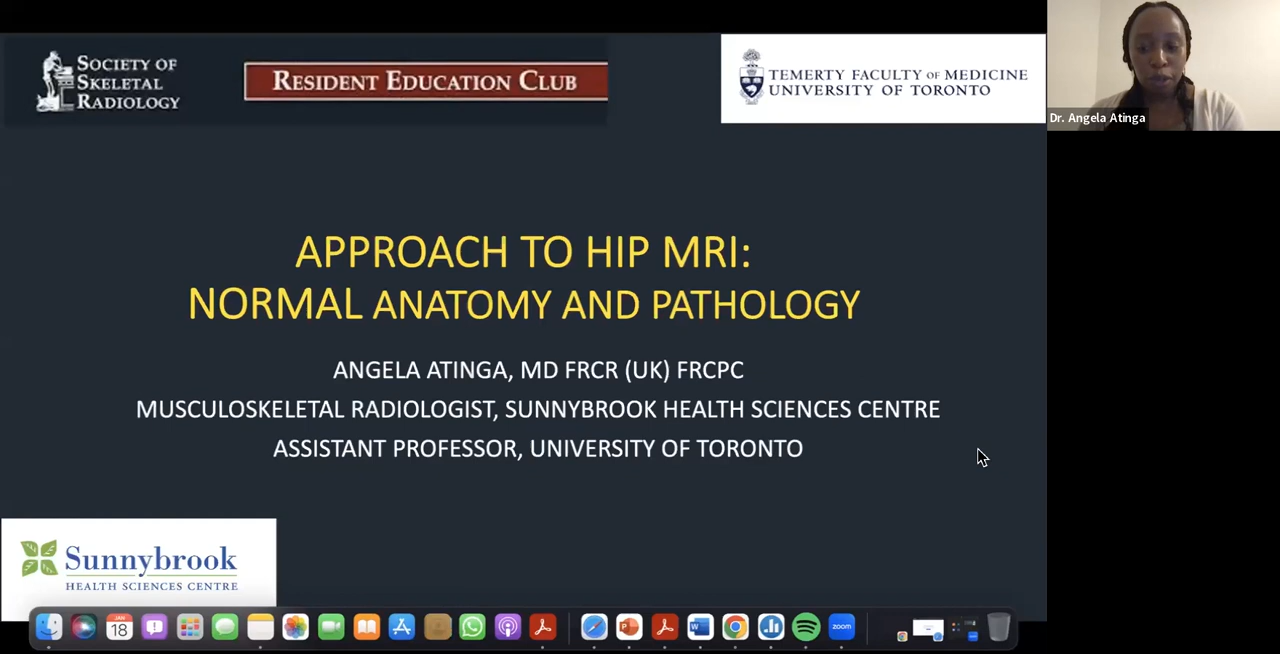 SOCIETY OF
SKELETAL
RADIOLOGY
RESIDENT EDUCATION CLUB
TEMERTY FACULTY OF MEDICINE
UNIVERSITY OF TORONTO
Dr. Angela Atinga
APPROACH TO HIP MRI:
NORMAL ANATOMY AND PATHOLOGY
ANGELA ATINGA, MD FRCR (UK) FRCPC
MUSCULOSKELETAL RADIOLOGIST, SUNNYBROOK HEALTH SCIENCES CENTRE
ASSISTANT PROFESSOR, UNIVERSITY OF TORONTO
Sunnybrook
HEALTH SCIENCES CENTRE
JAN
18
zoom